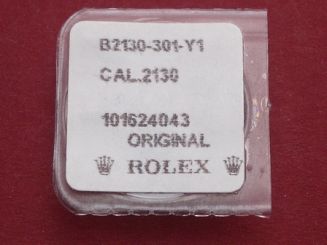 B2130-301-Y1
CAL.2130
101624043
ORIGINAL
ROLEX